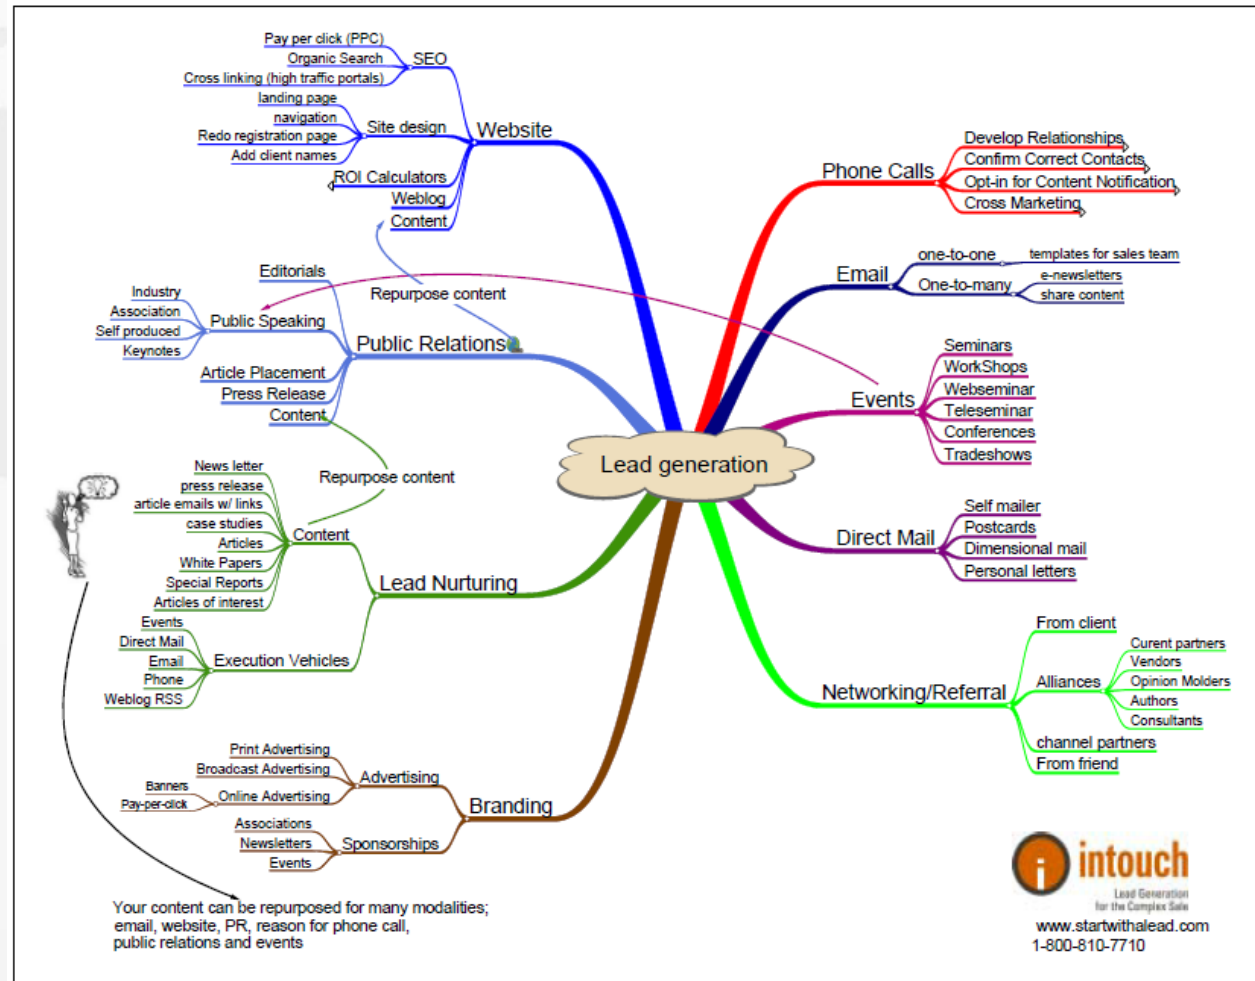 Pay per click (PPC)
Organic Search
Cross linking (high traffic portals)
SEO
landing page
navigation
Redo registration page
Add client names
Site design
Website
ROI Calculators
Weblog
Content
Editorials
Repurpose content
Industry
Association
Self produced
Keynotes
Public Speaking
Public Relations
Article Placement
Press Release
Content
Repurpose content
News letter
press release
article emails w/ links
case studies
Articles
White Papers
Special Reports
Articles of interest
Content
Lead Nurturing
Events
Direct Mail
Email
Phone
Weblog RSS
Execution Vehicles
Print Advertising
Broadcast Advertising
Advertising
Banners
Pay-per-click
Online Advertising
Branding
Associations
Newsletters
Events
Sponsorships
Your content can be repurposed for many modalities;
email, website, PR, reason for phone call,
public relations and events
Lead generation
Phone Calls
Develop Relationships
Confirm Correct Contacts
Opt-in for Content Notification
Cross Marketing
Email
one-to-one
templates for sales team
One-to-many
e-newsletters
share content
Events
Seminars
WorkShops
Webseminar
Teleseminar
Conferences
Tradeshows
Direct Mail
Self mailer
Postcards
Dimensional mail
Personal letters
Networking/Referral
From client
Alliances
Curent partners
Vendors
Opinion Molders
Authors
Consultants
channel partners
From friend
intouch
Lead Generation
for the Complex Sale
www.startwithalead.com
1-800-810-7710